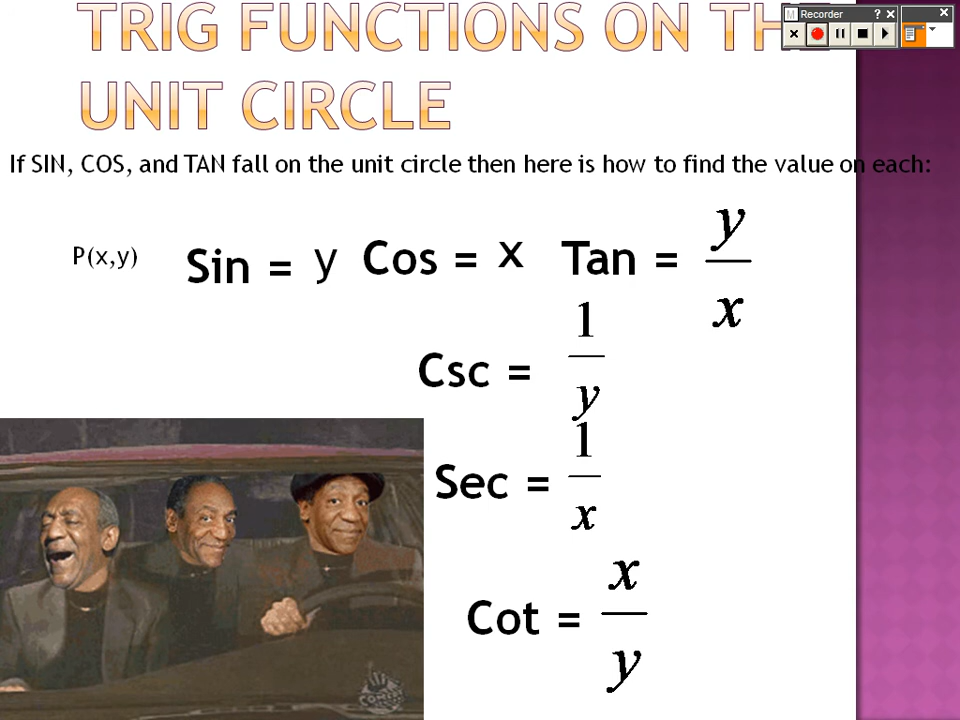 TRIG FUNCTIONS ON TH
UNIT CIRCLE
Recorder
If SIN, COS, and TAN fall on the unit circle then here is how to find the value on each:
P(x,y) Sin = y Cos = x Tan = y/x
Csc = 1/y
Sec = 1/x
Cot = x/y